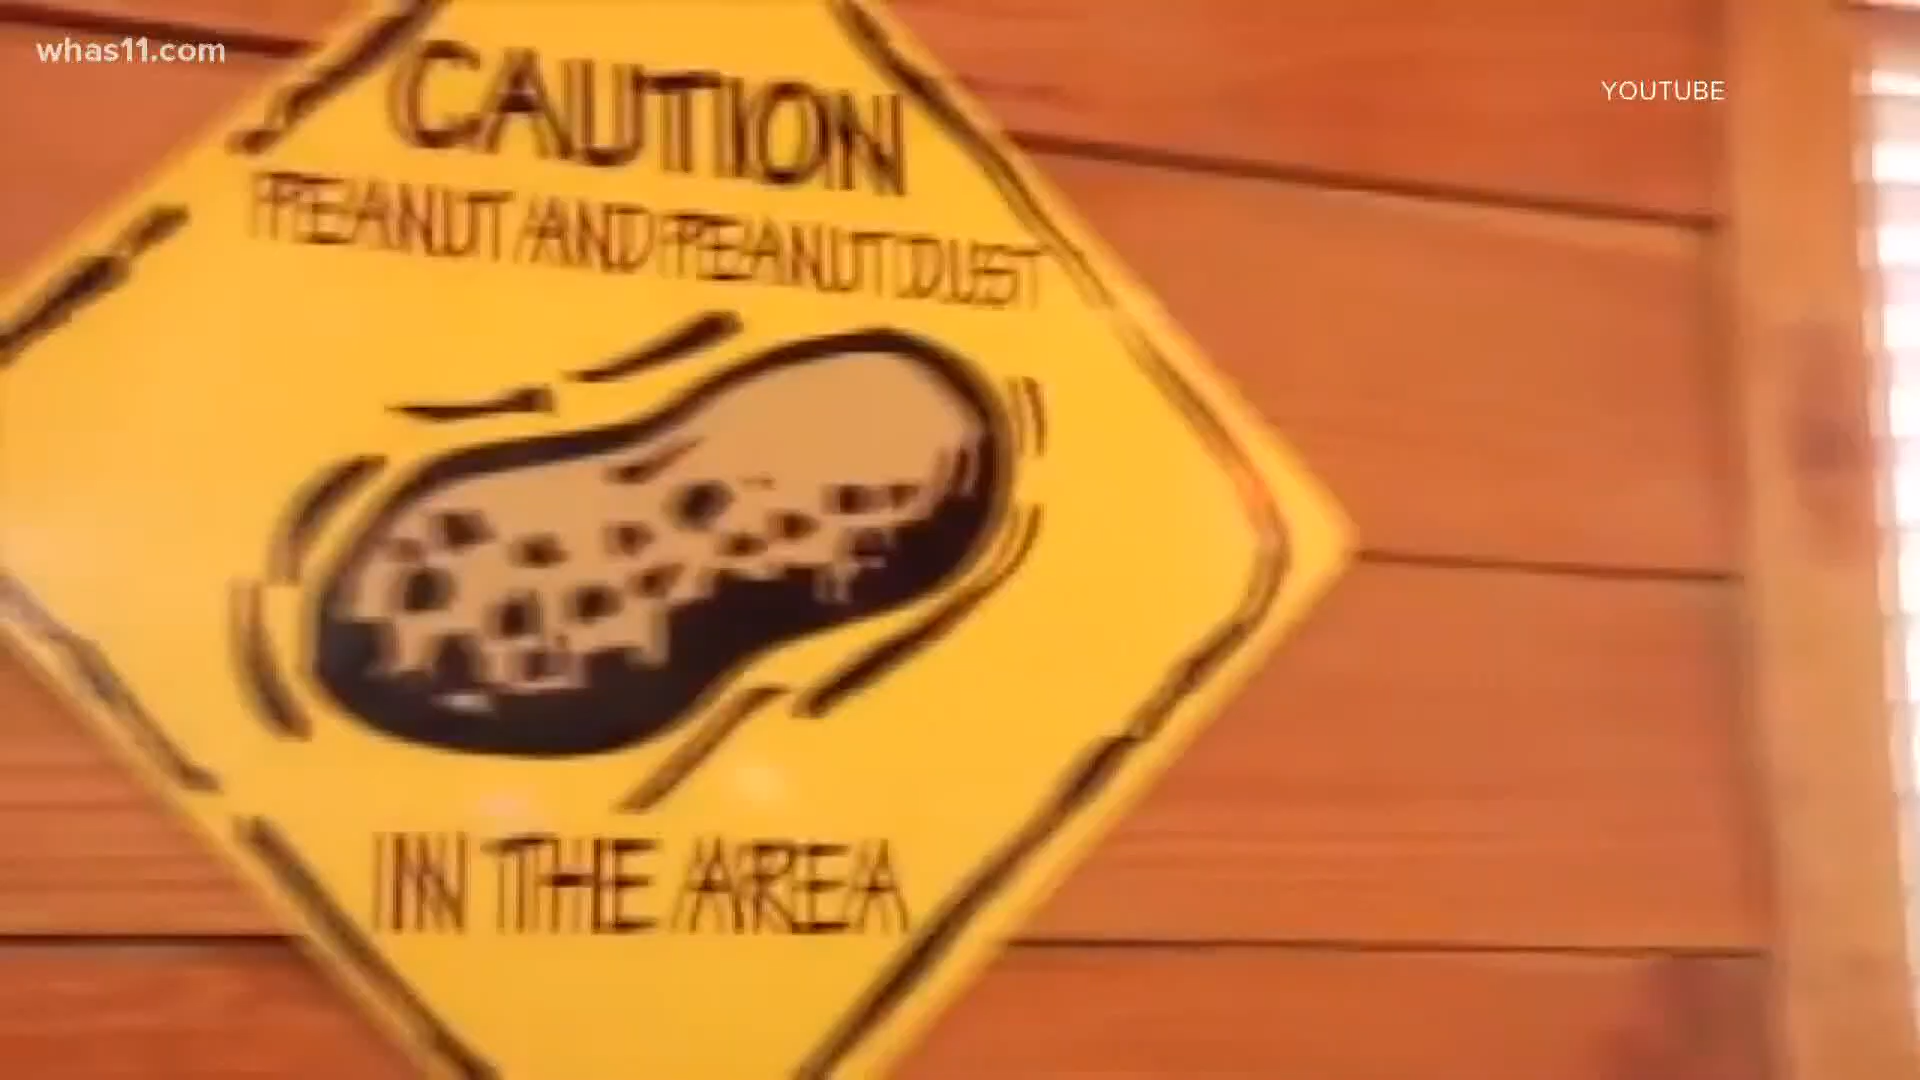 whas11.com
YOUTUBE
CAUTION
PEANUT AND PEANUT DUST
IN THE AREA